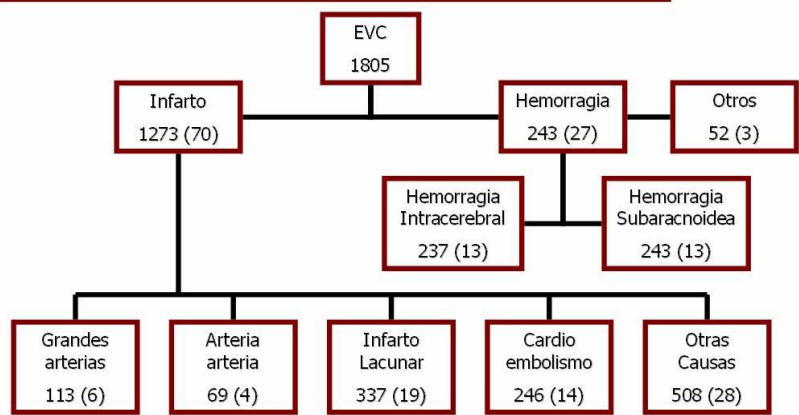 EVC
1805
Infarto
1273 (70)
Hemorragia
243 (27)
Otros
52 (3)
Hemorragia
Intracerebral
237 (13)
Hemorragia
Subaracnoidea
243 (13)
Grandes
arterias
113 (6)
Arteria
arteria
69 (4)
Infarto
Lacunar
337 (19)
Cardio
embolismo
246 (14)
Otras
Causas
508 (28)